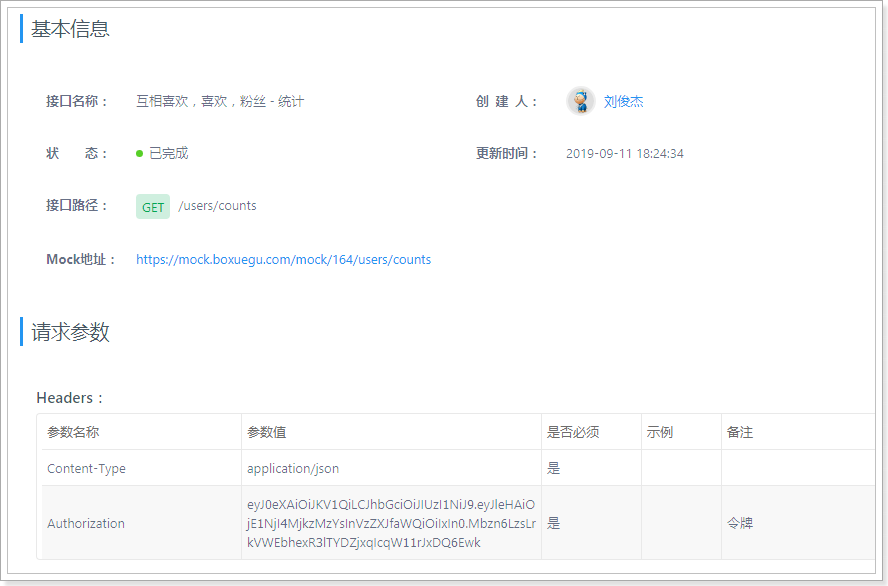 基本信息
接口名称： 互相喜欢，喜欢，粉丝 - 统计 创 建 人： 刘俊杰
状 态： 已完成 更新时间： 2019-09-11 18:24:34
接口路径： GET /users/counts
Mock地址： https://mock.boxuegu.com/mock/164/users/counts
请求参数
Headers：
参数名称 参数值 是否必须 示例 备注
Content-Type application/json 是
eyJ0eXAiOiJKV1QiLCJhbGciOiJIUzI1NiJ9.eyJleHAiO
Authorization jE1NjI4MjkzMzYsInVzZXJfaWQiOiIxIn0.Mbzn6LzsLr 是 令牌
kVWEbhexR3lTYDZjxqIcqW11rJxDQ6Ewk